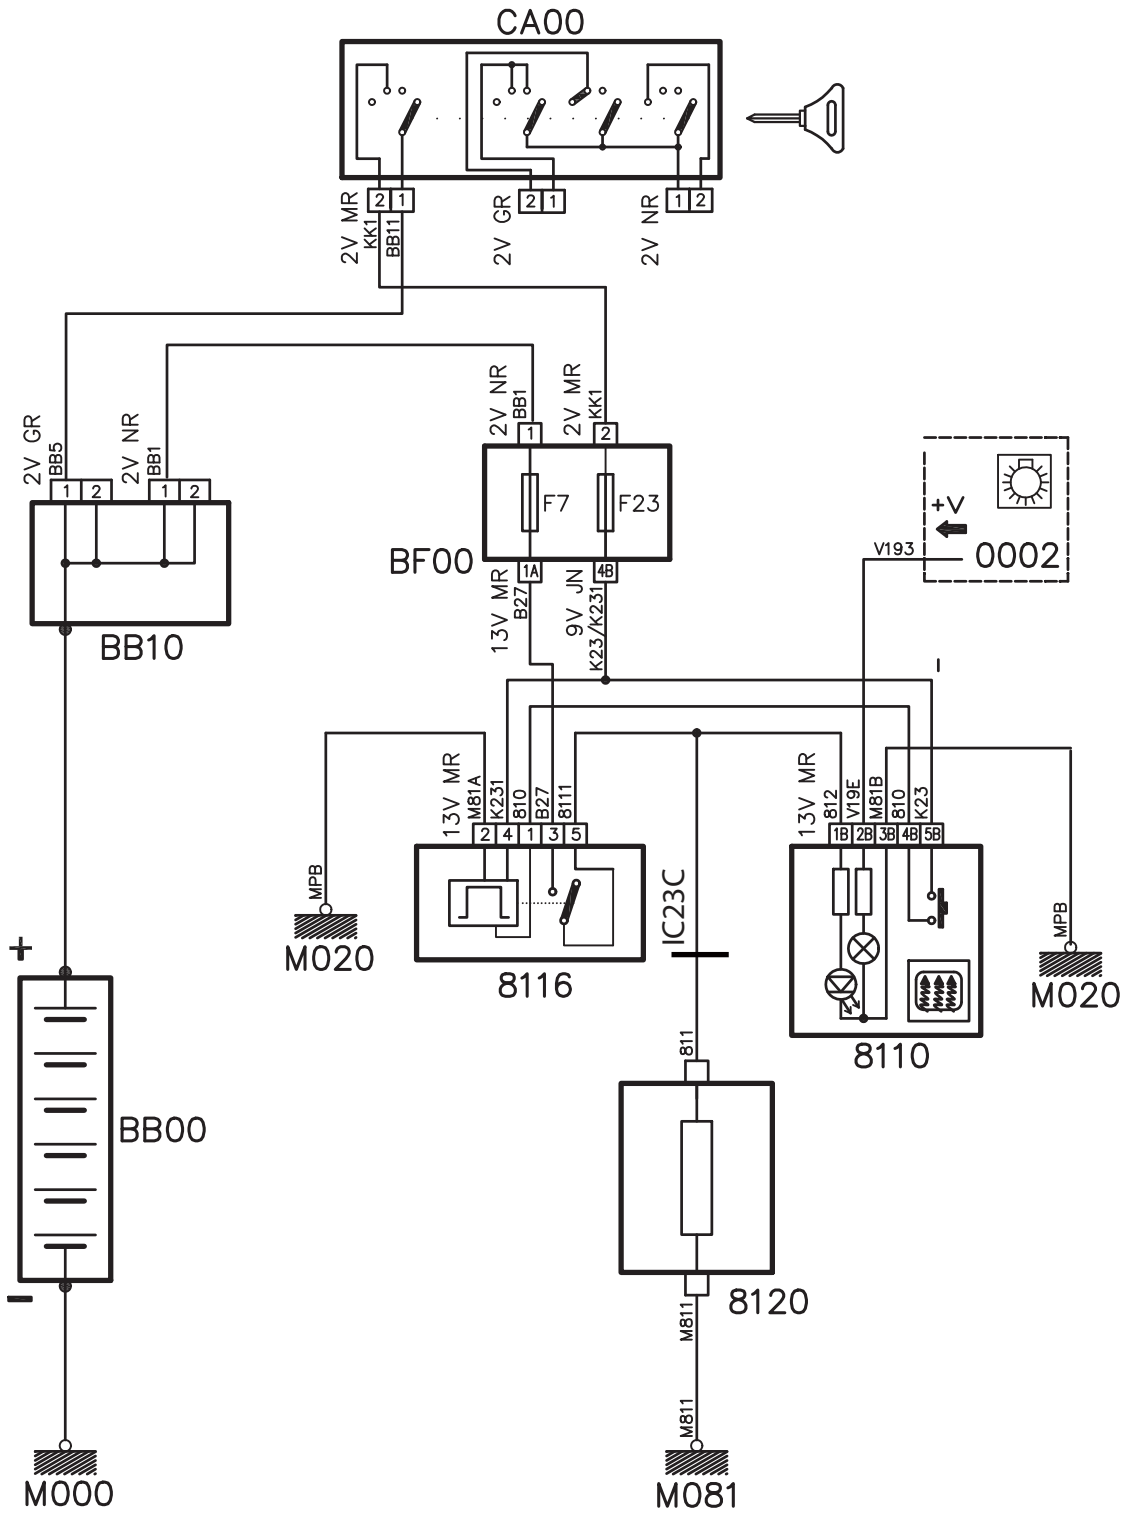 CA00
2 1
2 1
1 2
2V MR
KK1
BB11
2V GR
2V NR
2V GR
BB5
2V NR
BB1
2V NR
BB1
2V MR
KK1
1 2
1 2
1
2
F7
F23
BF00
1A
4B
BB10
13V MR
B27
9V JN
K23/K231
+V
0002
V193
13V MR
M81A
K231
810
B27
8111
2 4 1 3 5
13V MR
812
V19E
M81B
810
K23
1B 2B 3B 4B 5B
MPB
M020
8116
IC23C
MPB
M020
8110
811
+
BB00
8120
−
M811
M811
M000
M081